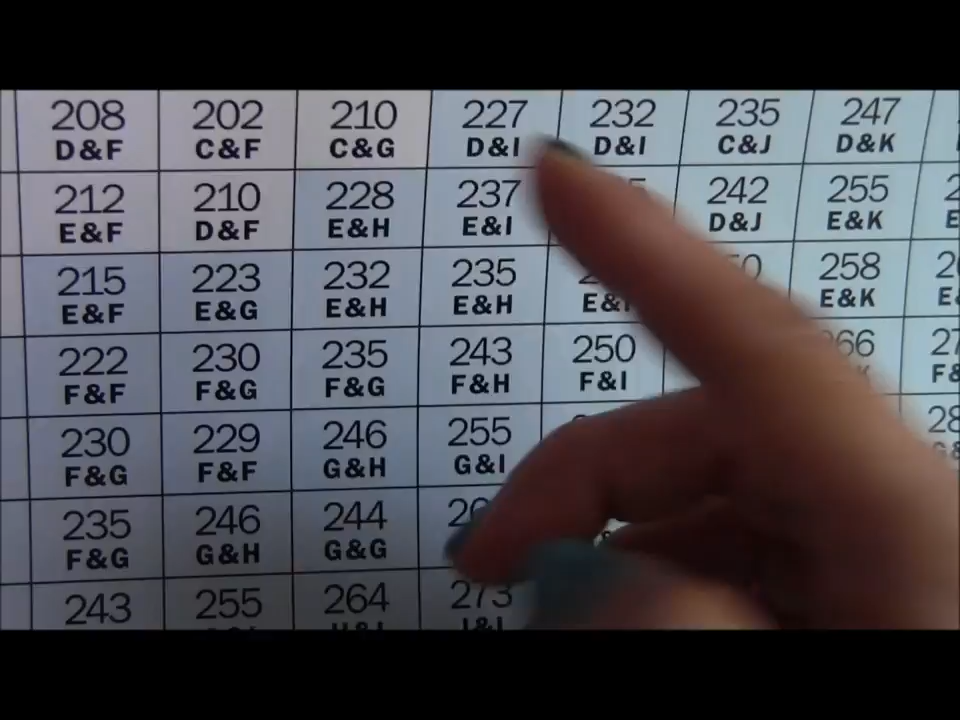 208 202 210 227 232 235 247
D&F C&F C&G D&I D&I C&J D&K
212 210 228 237 242 255
E&F D&F E&H E&I D&J E&K
215 223 232 235 258
E&F E&G E&H E&H E&K
222 230 235 243 250
F&F F&G F&G F&H F&I
230 229 246 255
F&G F&F G&H G&I
235 246 244
F&G G&H G&G
243 255 264 273